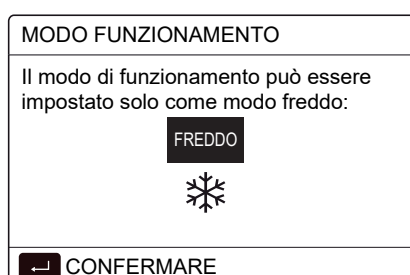 MODO FUNZIONAMENTO
Il modo di funzionamento può essere
impostato solo come modo freddo:
FREDDO
CONFERMARE